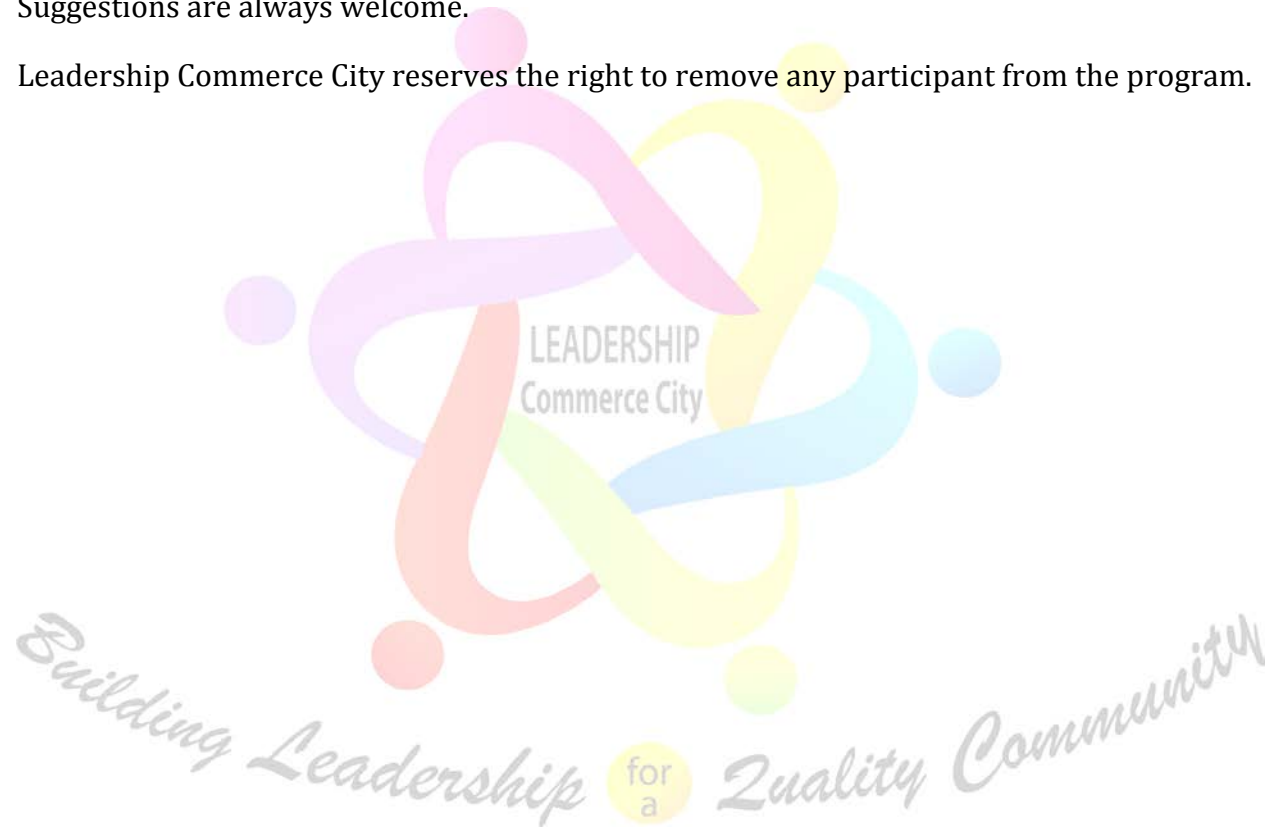 Suggestions are always welcome.
Leadership Commerce City reserves the right to remove any participant from the program.
LEADERSHIP
Commerce City
Building Leadership for a Quality Community